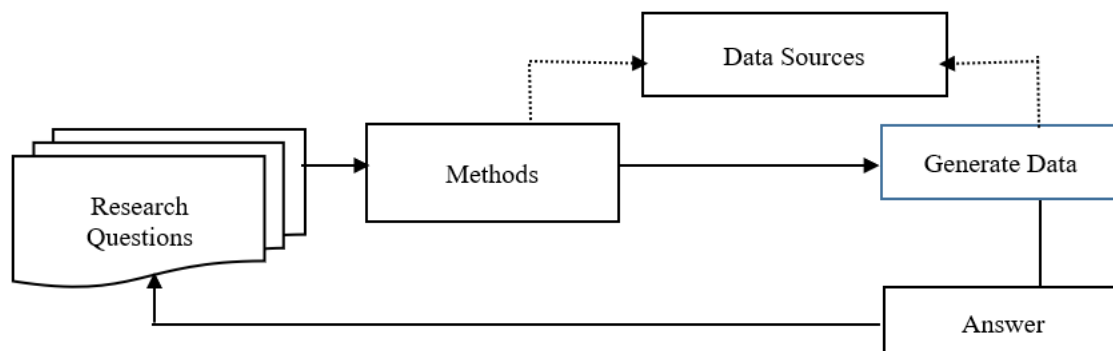 Data Sources
Methods
Generate Data
Research
Questions
Answer